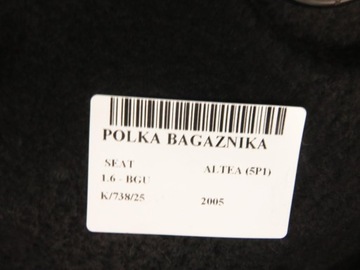 POLKA BAGAZNIKA
SEAT ALTEA (5P1)
1.6 - BGU
K/738/25 2005